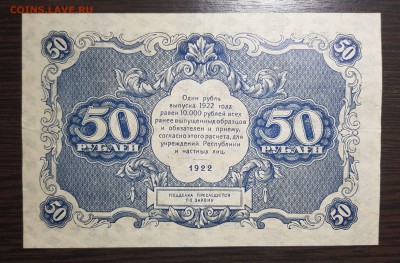 COINS.LAVE.RU
50
50
Один рубль
выпуска 1922 года
равен 10.000 рублей всех
ранее выпущенных образцов
и обязателен к приему,
согласно этого расчета, для
учреждений Республики
и частных лиц.
50
РУБЛЕЙ
50
РУБЛЕЙ
1922
ПОДДЕЛКА ПРЕСЛЕДУЕТСЯ
ПО ЗАКОНУ
50
50